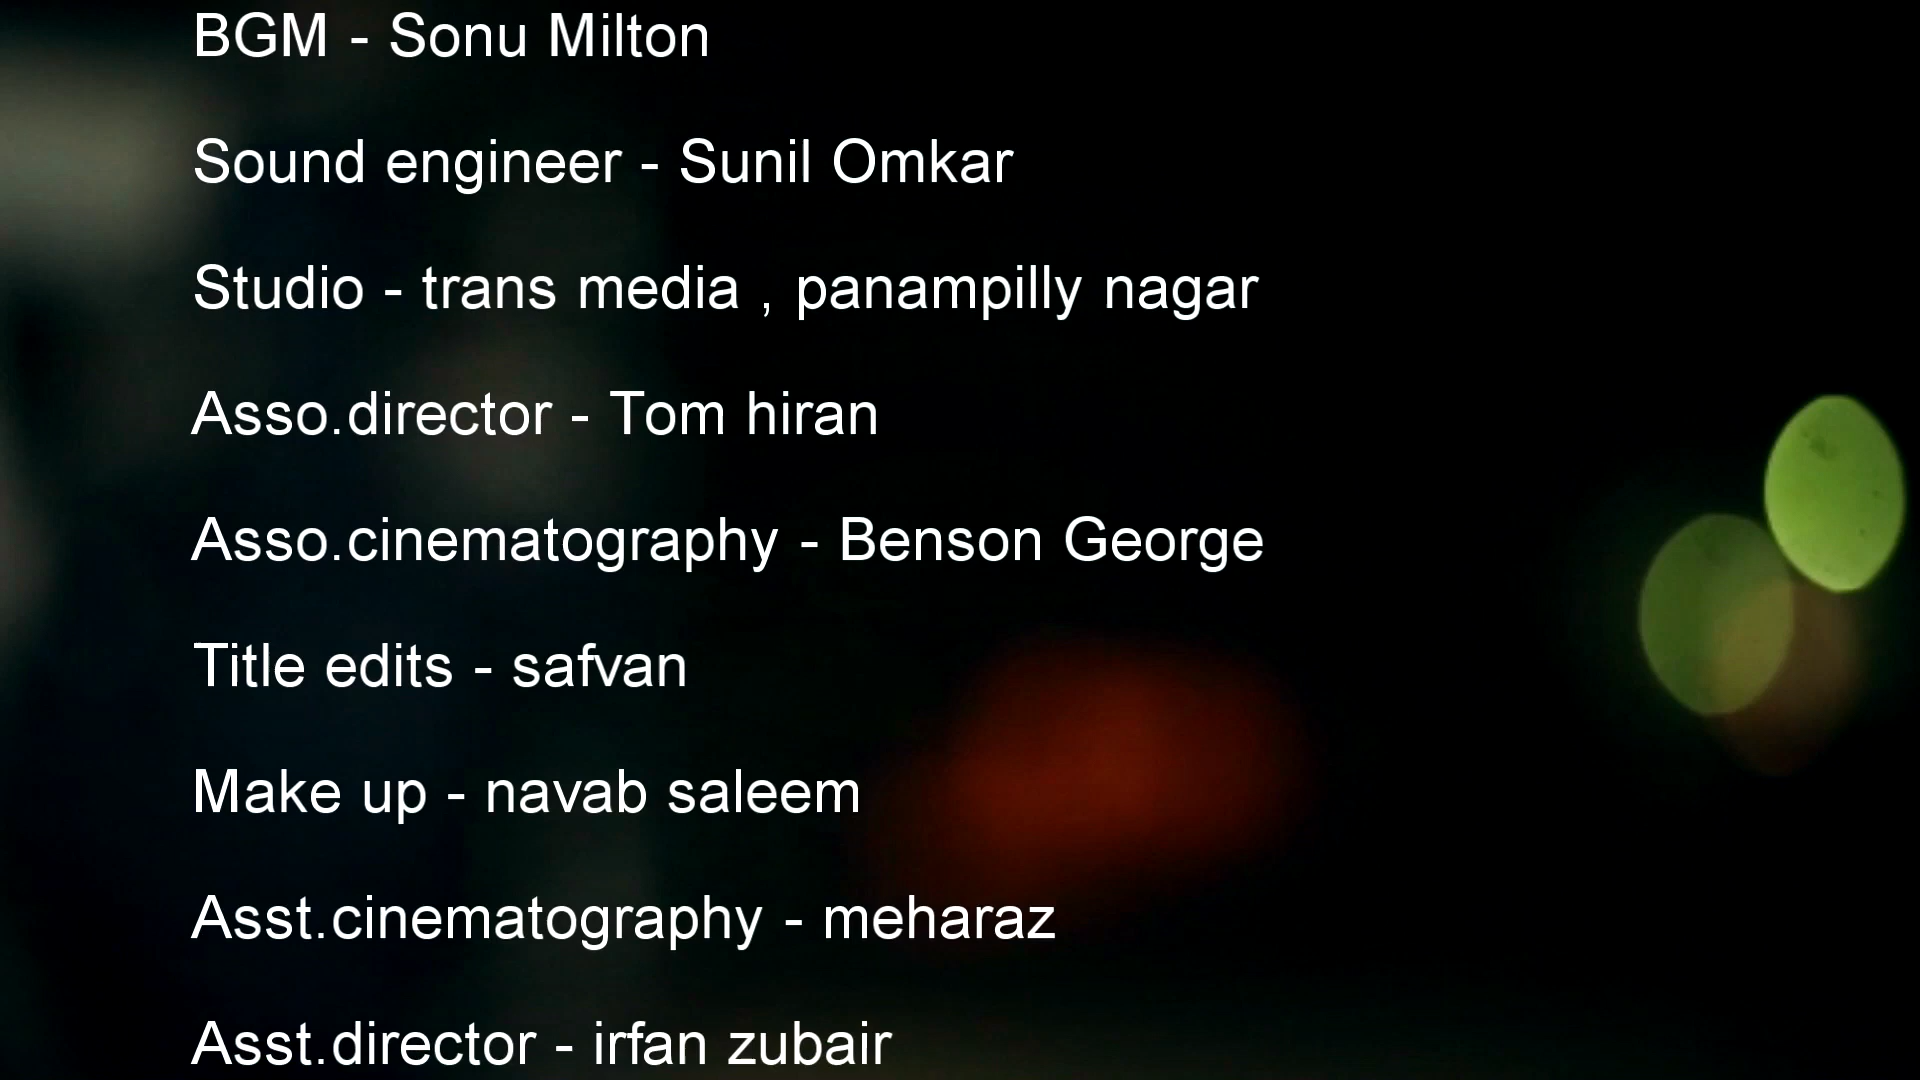 BGM - Sonu Milton
Sound engineer - Sunil Omkar
Studio - trans media , panampilly nagar
Asso.director - Tom hiran
Asso.cinematography - Benson George
Title edits - safvan
Make up - navab saleem
Asst.cinematography - meharaz
Asst.director - irfan zubair